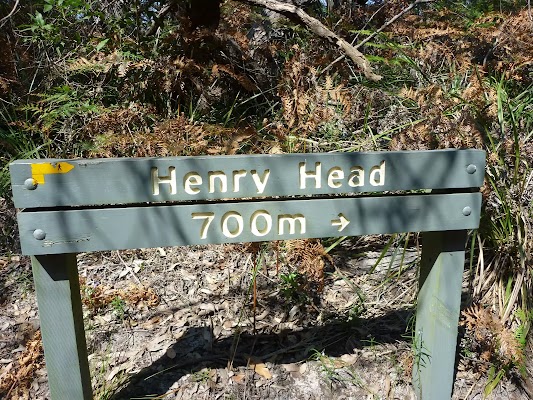 Henry Head
700m →